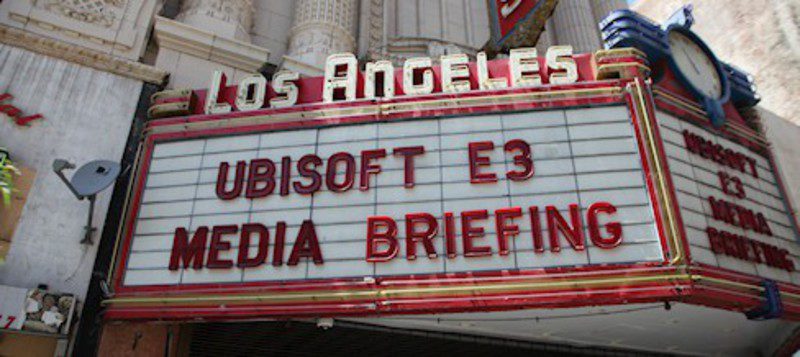 Los Angeles
UBISOFT E3
MEDIA BRIEFING
UBISOFT
E3
MEDIA
BRIEFING